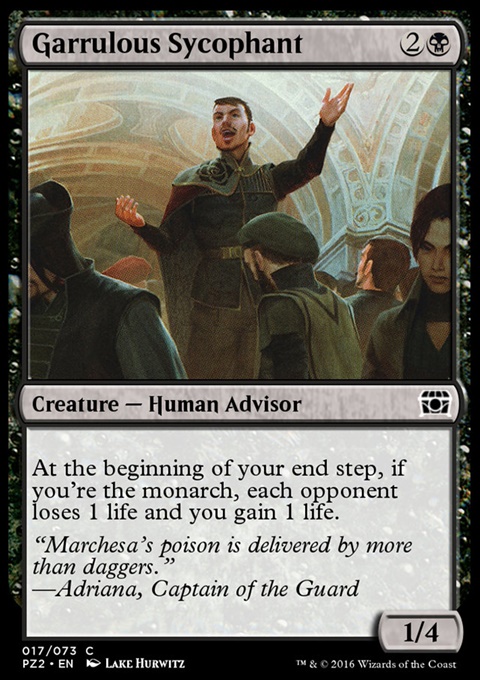 Garrulous Sycophant 2
Creature — Human Advisor
At the beginning of your end step, if
you're the monarch, each opponent
loses 1 life and you gain 1 life.
“Marchesa's poison is delivered by more
than daggers.”
—Adriana, Captain of the Guard
1/4
017/073 C
PZ2 • EN Lake Hurwitz
™ & © 2016 Wizards of the Coast